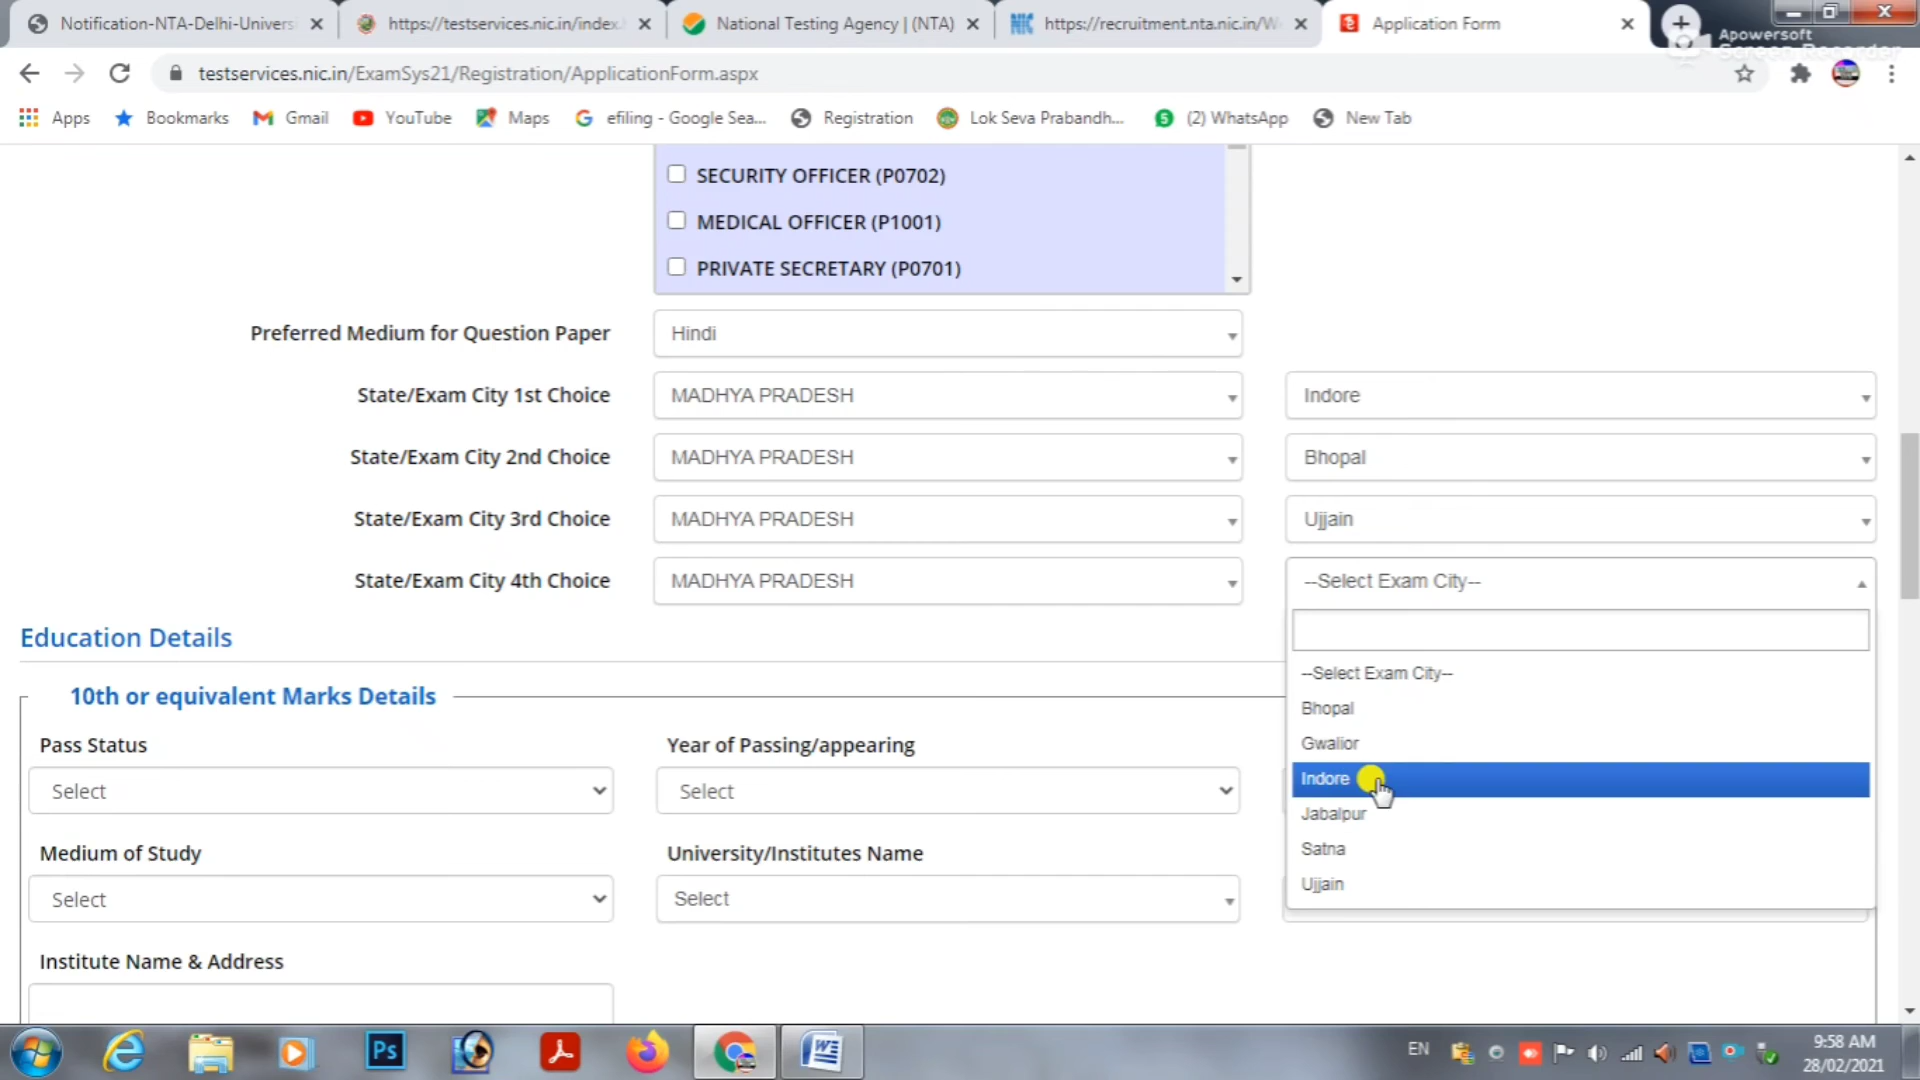 Notification-NTA-Delhi-Universi
https://testservices.nic.in/index.
National Testing Agency | (NTA)
https://recruitment.nta.nic.in/W
Application Form
Apowersoft
Screen Recorder
testservices.nic.in/ExamSys21/Registration/ApplicationForm.aspx
Apps
Bookmarks
Gmail
YouTube
Maps
efiling - Google Sea...
Registration
Lok Seva Prabandh...
(2) WhatsApp
New Tab
SECURITY OFFICER (P0702)
MEDICAL OFFICER (P1001)
PRIVATE SECRETARY (P0701)
Preferred Medium for Question Paper
Hindi
State/Exam City 1st Choice
MADHYA PRADESH
Indore
State/Exam City 2nd Choice
MADHYA PRADESH
Bhopal
State/Exam City 3rd Choice
MADHYA PRADESH
Ujjain
State/Exam City 4th Choice
MADHYA PRADESH
--Select Exam City--
--Select Exam City--
Bhopal
Gwalior
Indore
Jabalpur
Satna
Ujjain
Education Details
10th or equivalent Marks Details
Pass Status
Year of Passing/appearing
Select
Select
Medium of Study
University/Institutes Name
Select
Select
Institute Name & Address
Ps
EN
9:58 AM
28/02/2021